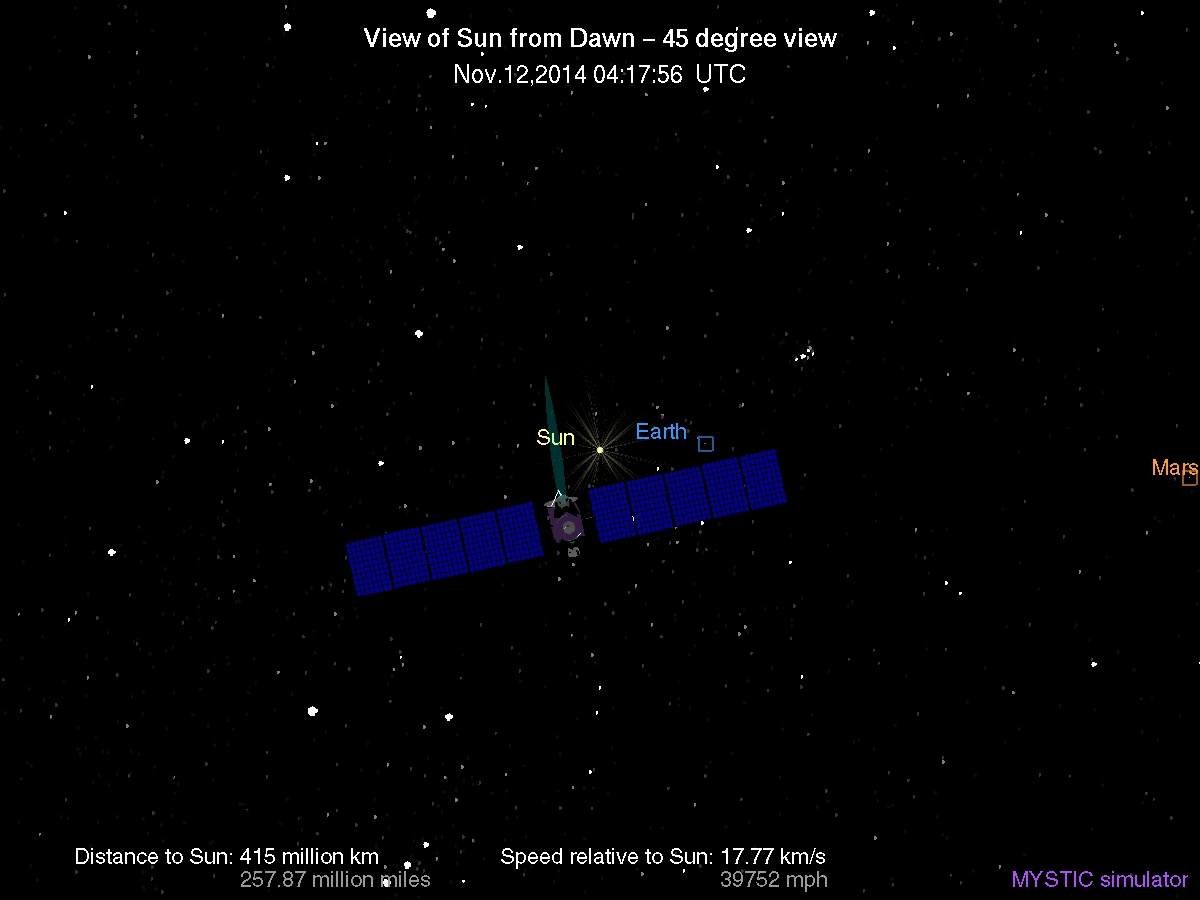 View of Sun from Dawn – 45 degree view
Nov.12,2014 04:17:56 UTC
Sun
Earth
Mars
Distance to Sun: 415 million km
257.87 million miles
Speed relative to Sun: 17.77 km/s
39752 mph
MYSTIC simulator